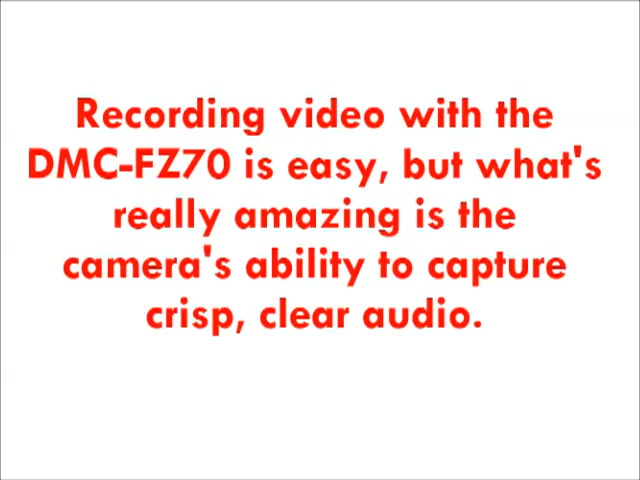 Recording video with the
DMC-FZ70 is easy, but what's
really amazing is the
camera's ability to capture
crisp, clear audio.